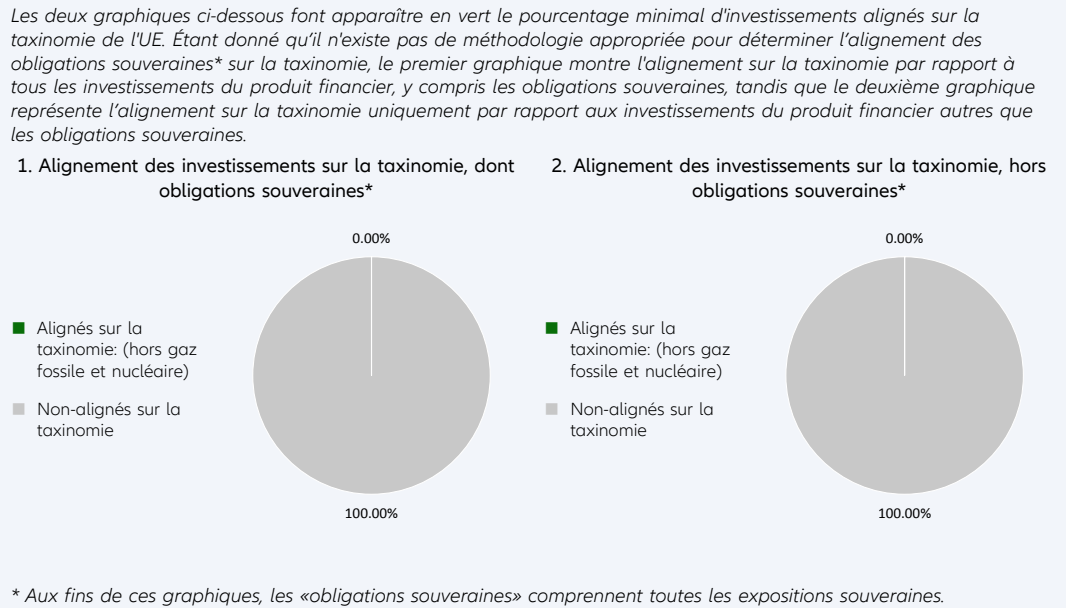 Les deux graphiques ci-dessous font apparaître en vert le pourcentage minimal d'investissements alignés sur la
taxinomie de l'UE. Étant donné qu’il n'existe pas de méthodologie appropriée pour déterminer l’alignement des
obligations souveraines* sur la taxinomie, le premier graphique montre l'alignement sur la taxinomie par rapport à
tous les investissements du produit financier, y compris les obligations souveraines, tandis que le deuxième graphique
représente l’alignement sur la taxinomie uniquement par rapport aux investissements du produit financier autres que
les obligations souveraines.
1. Alignement des investissements sur la taxinomie, dont
obligations souveraines*
0.00%
Alignés sur la
taxinomie: (hors gaz
fossile et nucléaire)
Non-alignés sur la
taxinomie
100.00%
2. Alignement des investissements sur la taxinomie, hors
obligations souveraines*
0.00%
Alignés sur la
taxinomie: (hors gaz
fossile et nucléaire)
Non-alignés sur la
taxinomie
100.00%
* Aux fins de ces graphiques, les «obligations souveraines» comprennent toutes les expositions souveraines.